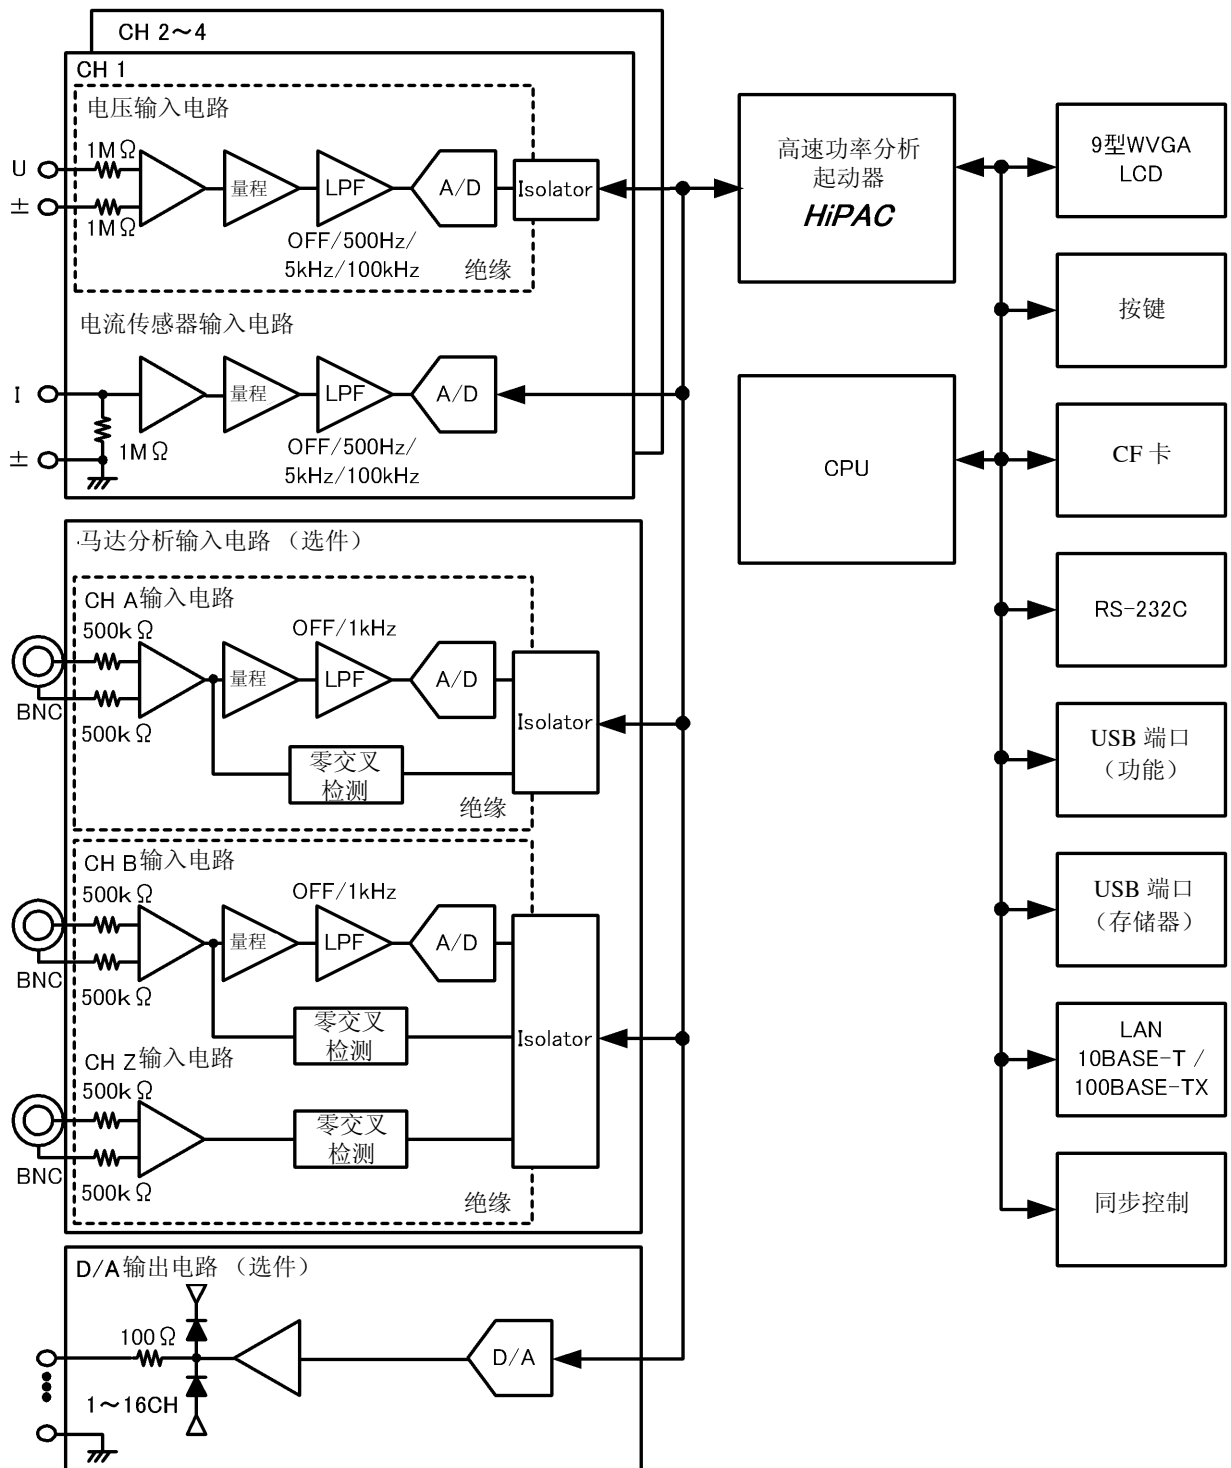 CH 2～4
CH 1
电压输入电路
1MΩ
U
±
1MΩ
量程
LPF
A/D
Isolator
OFF/500Hz/
5kHz/100kHz
绝缘
电流传感器输入电路
I
±
1MΩ
量程
LPF
A/D
OFF/500Hz/
5kHz/100kHz
马达分析输入电路（选件）
CH A输入电路
500kΩ
BNC
500kΩ
OFF/1kHz
量程
LPF
A/D
Isolator
零交叉
检测
绝缘
CH B输入电路
500kΩ
BNC
500kΩ
OFF/1kHz
量程
LPF
A/D
Isolator
零交叉
检测
CH Z输入电路
500kΩ
BNC
500kΩ
零交叉
检测
绝缘
D/A输出电路（选件）
100Ω
1～16CH
D/A
高速功率分析
起动器
HiPAC
CPU
9型WVGA
LCD
按键
CF 卡
RS-232C
USB 端口
（功能）
USB 端口
（存储器）
LAN
10BASE-T /
100BASE-TX
同步控制